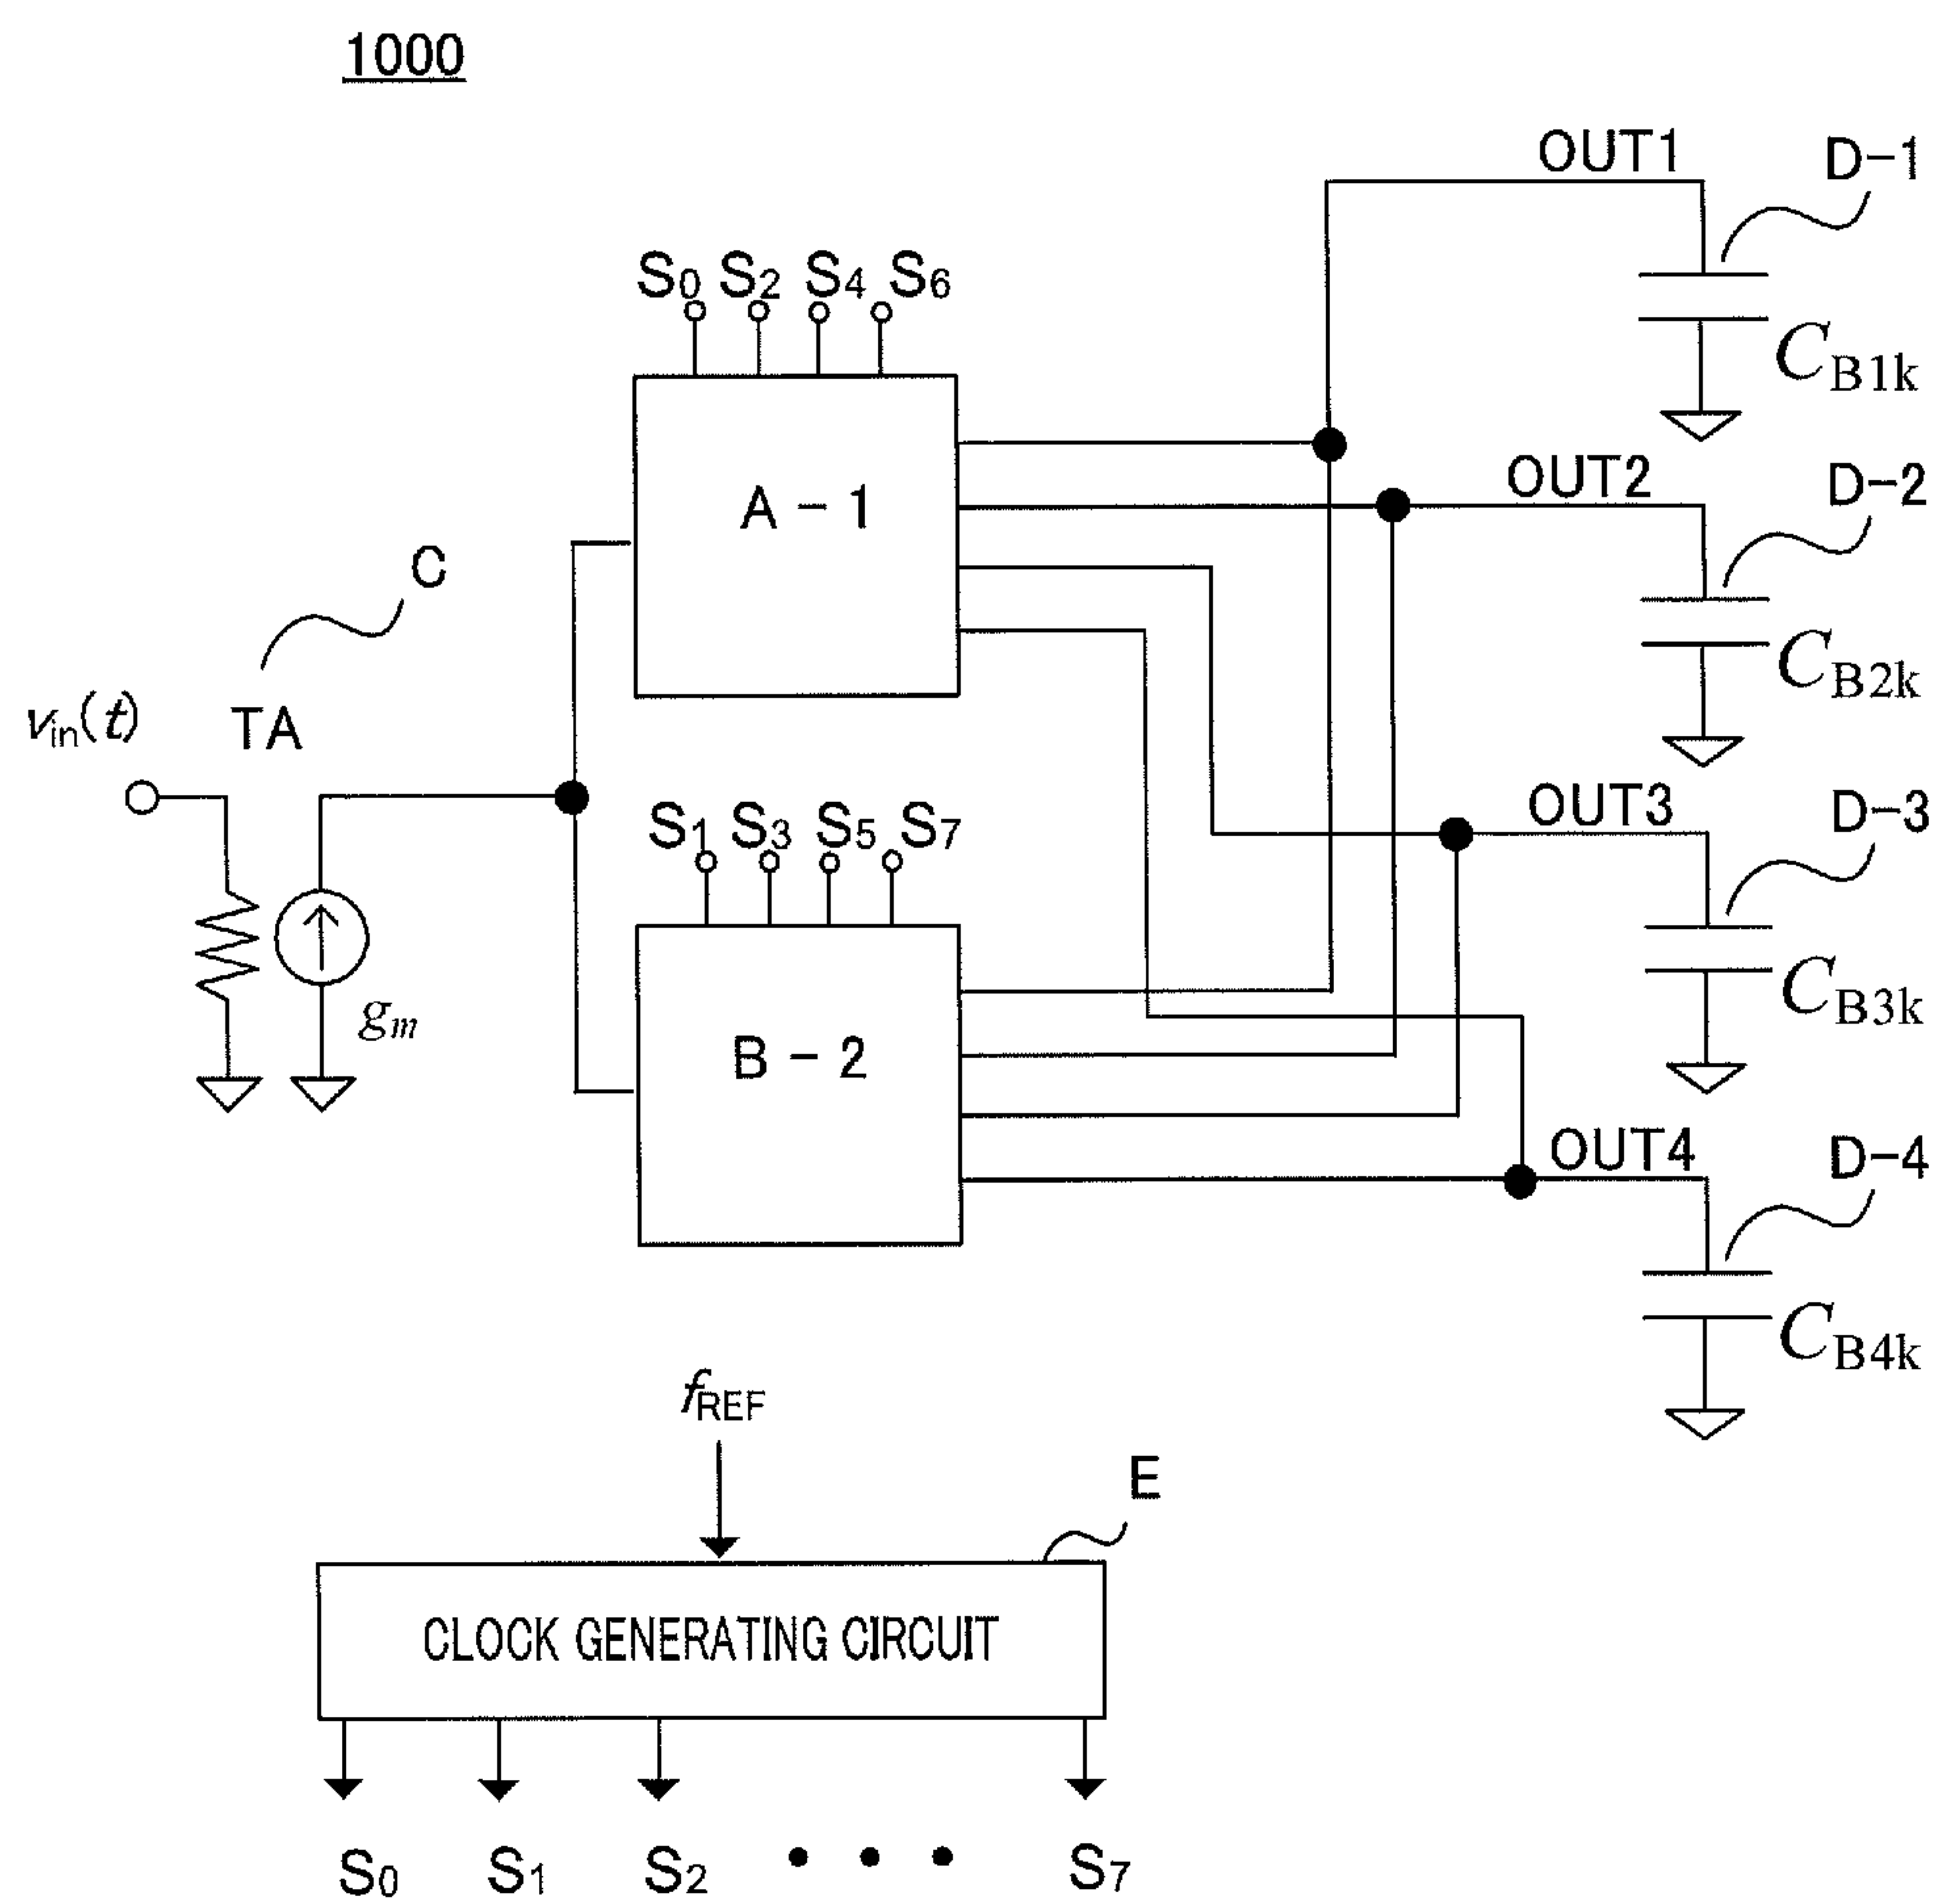 1000
OUT1
D-1
S0 S2 S4 S6
CB1k
A-1
OUT2
D-2
C
CB2k
vin(t)
TA
S1 S3 S5 S7
OUT3
D-3
gm
B-2
CB3k
OUT4
D-4
CB4k
fREF
E
CLOCK GENERATING CIRCUIT
S0 S1 S2 • • • S7